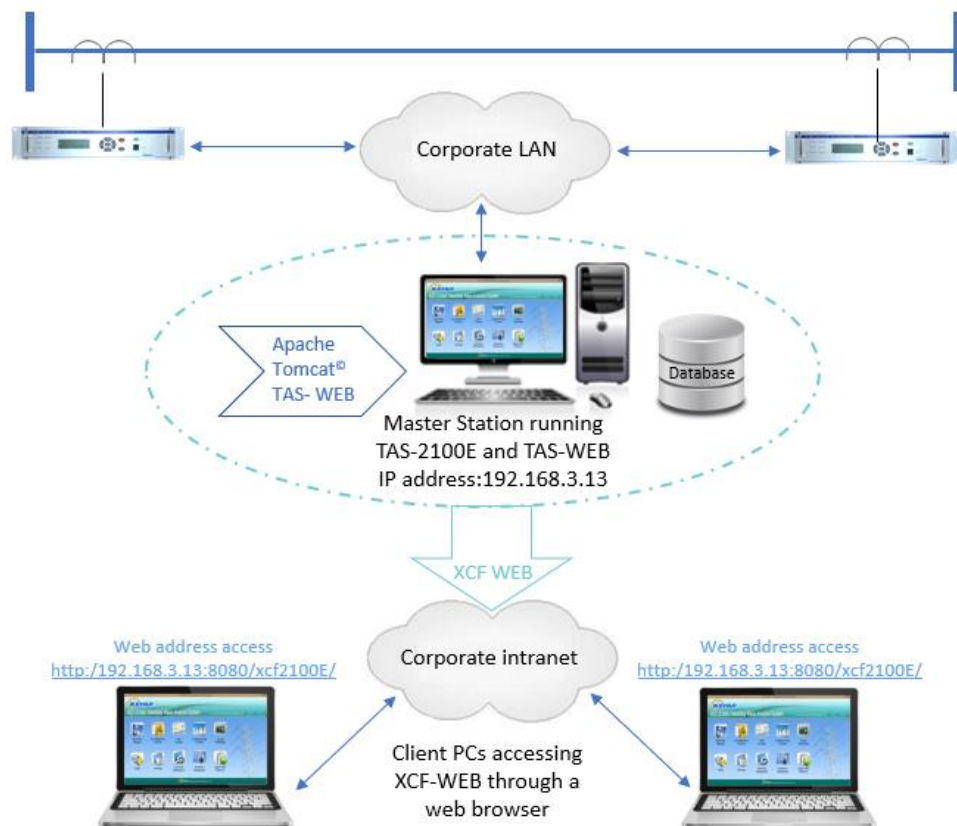 Corporate LAN
Apache
Tomcat©
TAS- WEB
Database
Master Station running
TAS-2100E and TAS-WEB
IP address:192.168.3.13
XCF WEB
Web address access
http:/192.168.3.13:8080/xcf2100E/
Corporate intranet
Web address access
http:/192.168.3.13:8080/xcf2100E/
Client PCs accessing
XCF-WEB through a
web browser